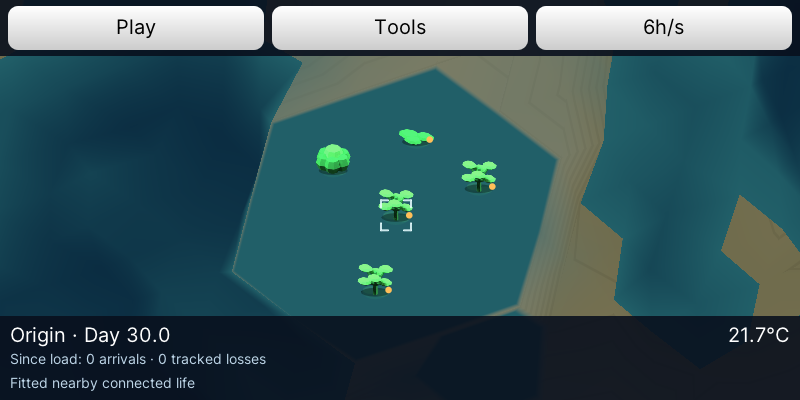 Play
Tools
6h/s
Origin · Day 30.0
21.7°C
Since load: 0 arrivals · 0 tracked losses
Fitted nearby connected life